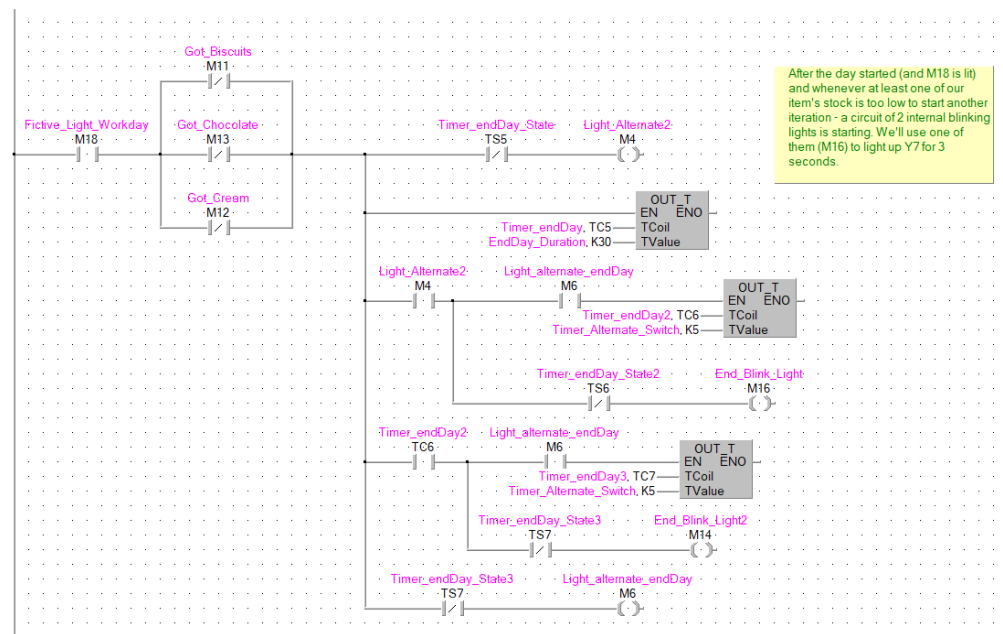 Got_Biscuits
M11
Fictive_Light_Workday
M18
Got_Chocolate
M13
Timer_endDay_State
TS5
Light_Alternate2
M4
Got_Cream
M12
After the day started (and M18 is lit)
and whenever at least one of our
item's stock is too low to start another
iteration - a circuit of 2 internal blinking
lights is starting. We'll use one of
them (M16) to light up Y7 for 3
seconds.
OUT_T
EN ENO
Timer_endDay, TC5 TCoil
EndDay_Duration, K30 TValue
Light_Alternate2
M4
Light_alternate_endDay
M6
OUT_T
EN ENO
Timer_endDay2, TC6 TCoil
Timer_Alternate_Switch, K5 TValue
Timer_endDay_State2
TS6
End_Blink_Light
M16
Timer_endDay2
TC6
Light_alternate_endDay
M6
OUT_T
EN ENO
Timer_endDay3, TC7 TCoil
Timer_Alternate_Switch, K5 TValue
Timer_endDay_State3
TS7
End_Blink_Light2
M14
Timer_endDay_State3
TS7
Light_alternate_endDay
M6